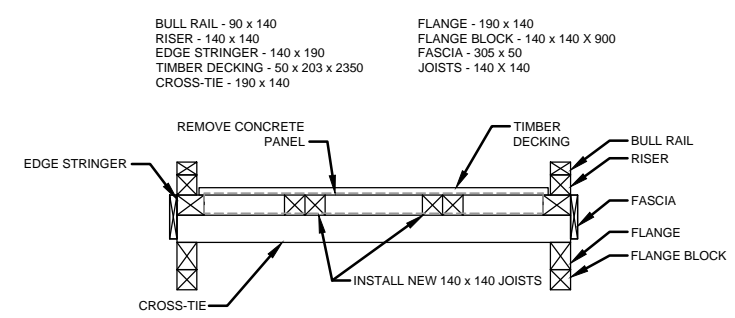 BULL RAIL - 90 x 140
RISER - 140 x 140
EDGE STRINGER - 140 x 190
TIMBER DECKING - 50 x 203 x 2350
CROSS-TIE - 190 x 140
FLANGE - 190 x 140
FLANGE BLOCK - 140 x 140 X 900
FASCIA - 305 x 50
JOISTS - 140 X 140
REMOVE CONCRETE
PANEL
TIMBER
DECKING
BULL RAIL
RISER
EDGE STRINGER
FASCIA
FLANGE
FLANGE BLOCK
INSTALL NEW 140 x 140 JOISTS
CROSS-TIE